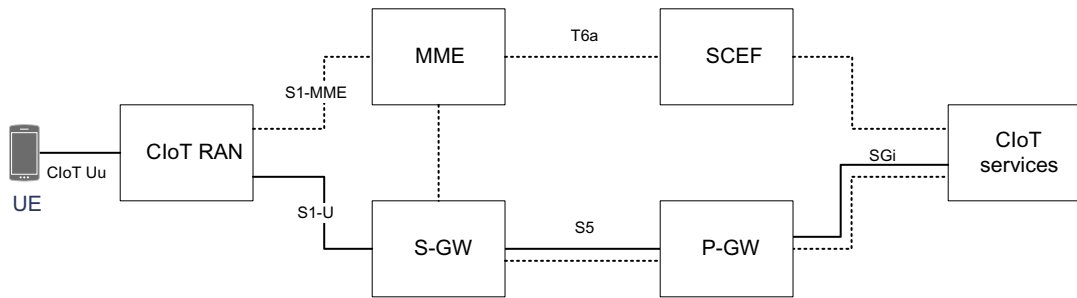 MME
T6a
SCEF
S1-MME
CIoT RAN
CIoT Uu
UE
S1-U
S-GW
S5
P-GW
SGi
CIoT
services